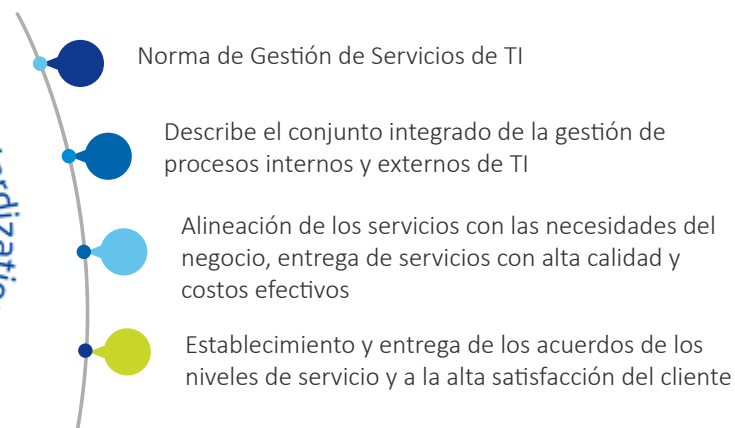 Norma de Gestión de Servicios de TI
Describe el conjunto integrado de la gestión de
procesos internos y externos de TI
Alineación de los servicios con las necesidades del
negocio, entrega de servicios con alta calidad y
costos efectivos
Establecimiento y entrega de los acuerdos de los
niveles de servicio y a la alta satisfacción del cliente